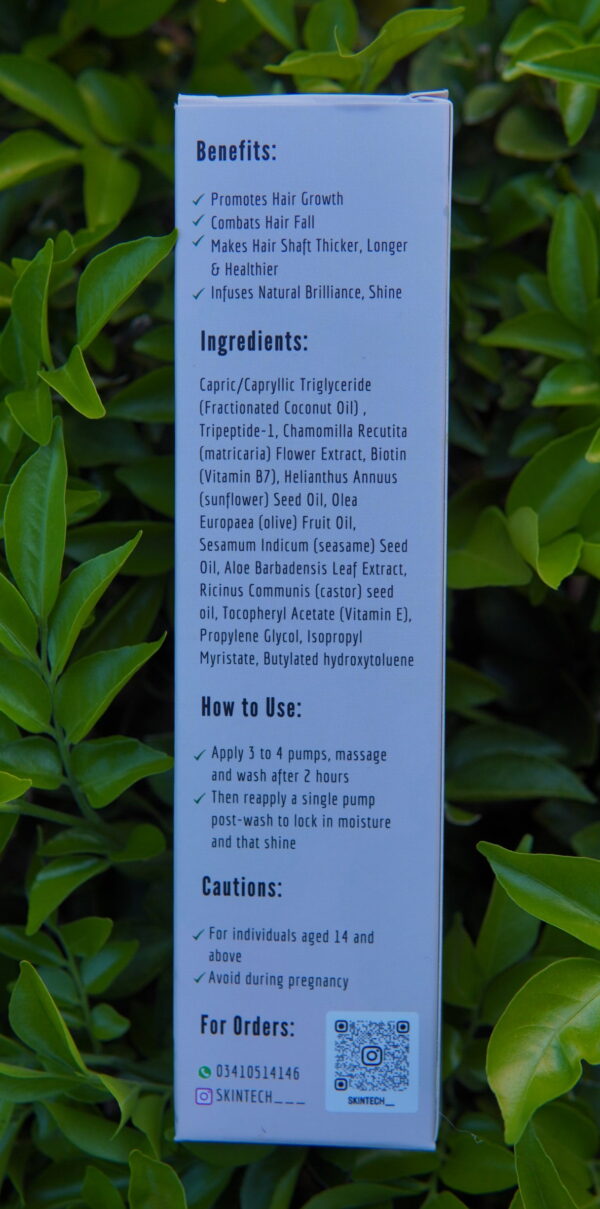 Benefits:
✓ Promotes Hair Growth
✓ Combats Hair Fall
✓ Makes Hair Shaft Thicker, Longer
& Healthier
✓ Infuses Natural Brilliance, Shine
Ingredients:
Capric/Capryllic Triglyceride
(Fractionated Coconut Oil) ,
Tripeptide-1, Chamomilla Recutita
(matricaria) Flower Extract, Biotin
(Vitamin B7), Helianthus Annuus
(sunflower) Seed Oil, Olea
Europaea (olive) Fruit Oil,
Sesamum Indicum (seasame) Seed
Oil, Aloe Barbadensis Leaf Extract,
Ricinus Communis (castor) seed
oil, Tocopheryl Acetate (Vitamin E),
Propylene Glycol, Isopropyl
Myristate, Butylated hydroxytoluene
How to Use:
✓ Apply 3 to 4 pumps, massage
and wash after 2 hours
✓ Then reapply a single pump
post-wash to lock in moisture
and that shine
Cautions:
✓ For individuals aged 14 and
above
✓ Avoid during pregnancy
For Orders:
03410514146
SKINTECH___
SKINTECH__